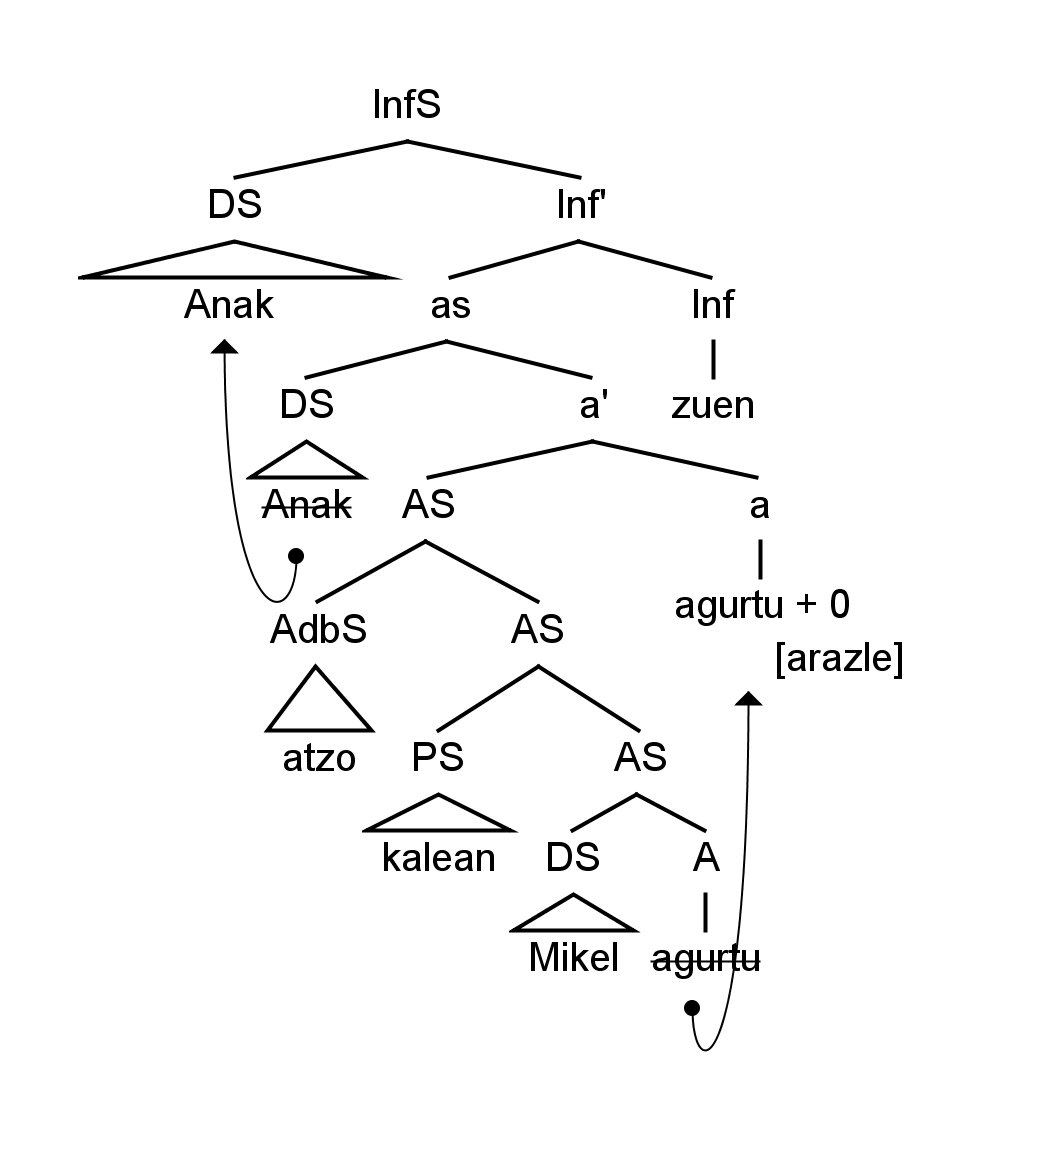 InfS
DS Inf'
Anak as Inf
DS a' zuen
Anak AS a
agurtu + 0
AdbS AS
[arazle]
atzo PS AS
kalean DS A
Mikel agurtu